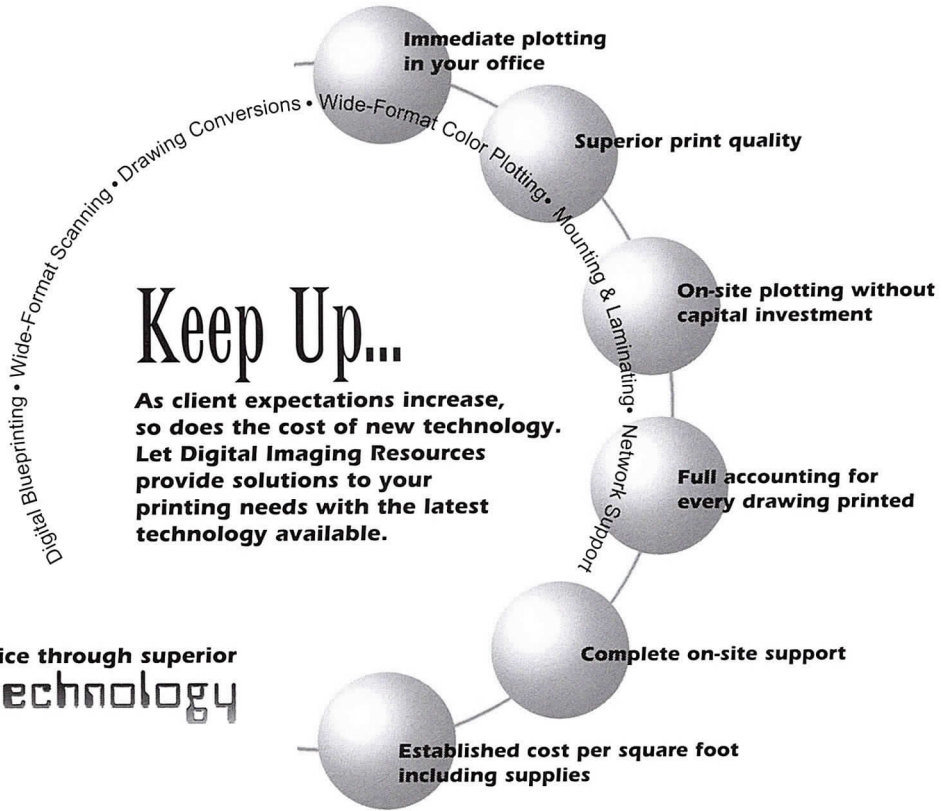 Immediate plotting
in your office
Digital Blueprinting • Wide-Format Scanning • Drawing Conversions • Wide-Format Color Plotting • Mounting & Laminating • Network Support
Superior print quality
On-site plotting without
capital investment
Keep Up...
As client expectations increase,
so does the cost of new technology.
Let Digital Imaging Resources
provide solutions to your
printing needs with the latest
technology available.
Full accounting for
every drawing printed
Complete on-site support
ice through superior
echnology
Established cost per square foot
including supplies